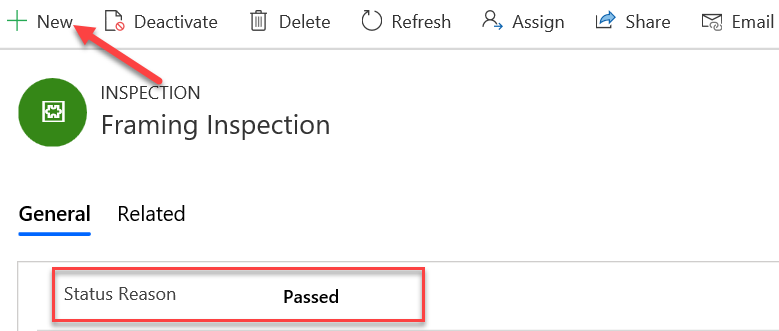 New Deactivate Delete Refresh Assign Share Email
INSPECTION
Framing Inspection
General Related
Status Reason Passed